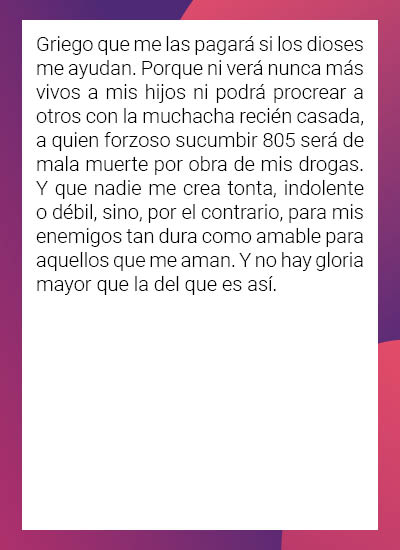 Griego que me las pagará si los dioses
me ayudan. Porque ni verá nunca más
vivos a mis hijos ni podrá procrear a
otros con la muchacha recién casada,
a quien forzoso sucumbir 805 será de
mala muerte por obra de mis drogas.
Y que nadie me crea tonta, indolente
o débil, sino, por el contrario, para mis
enemigos tan dura como amable para
aquellos que me aman. Y no hay gloria
mayor que la del que es así.